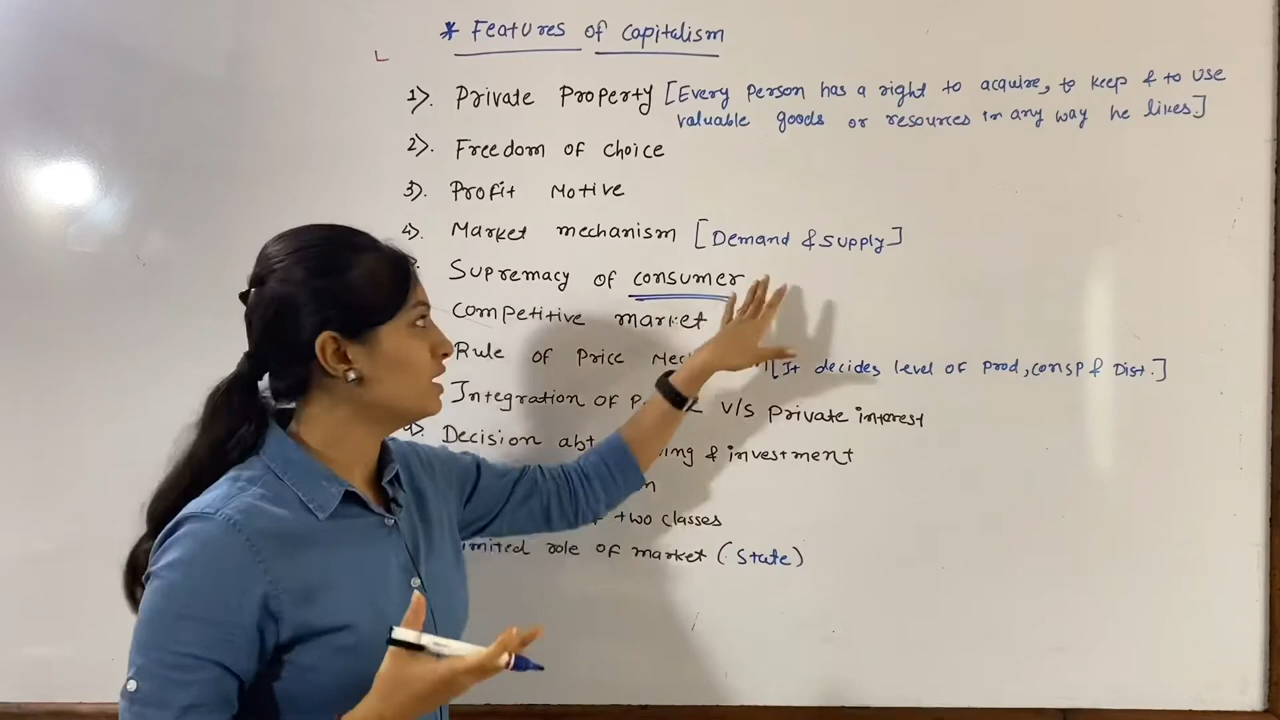 * Features of Capitalism
1). Private Property [Every Person has a right to acquire, to keep & to use
valuable goods or resources in any way he likes.]
2). Freedom of choice
3). Profit Motive
4). Market mechanism [Demand & Supply]
Supremacy of consumer
competitive market
Rule of Price [It decides level of Prod, consp & Dist.]
Integration of v/s private interest
9). Decision abt & investment
two classes
role of market (State)